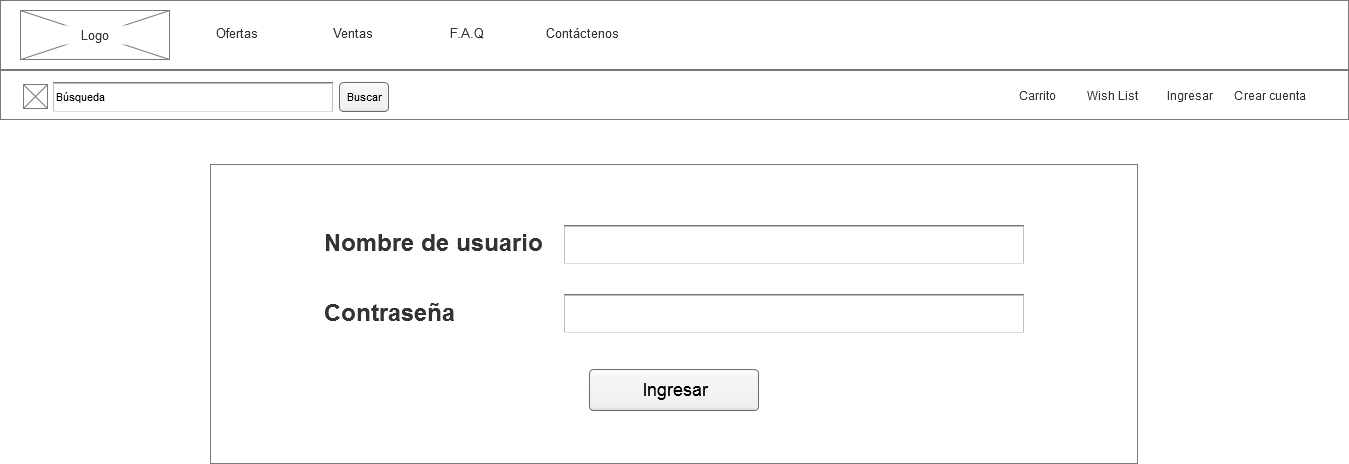 Logo
Ofertas
Ventas
F.A.Q
Contáctenos
Búsqueda
Buscar
Carrito
Wish List
Ingresar
Crear cuenta
Nombre de usuario
Contraseña
Ingresar